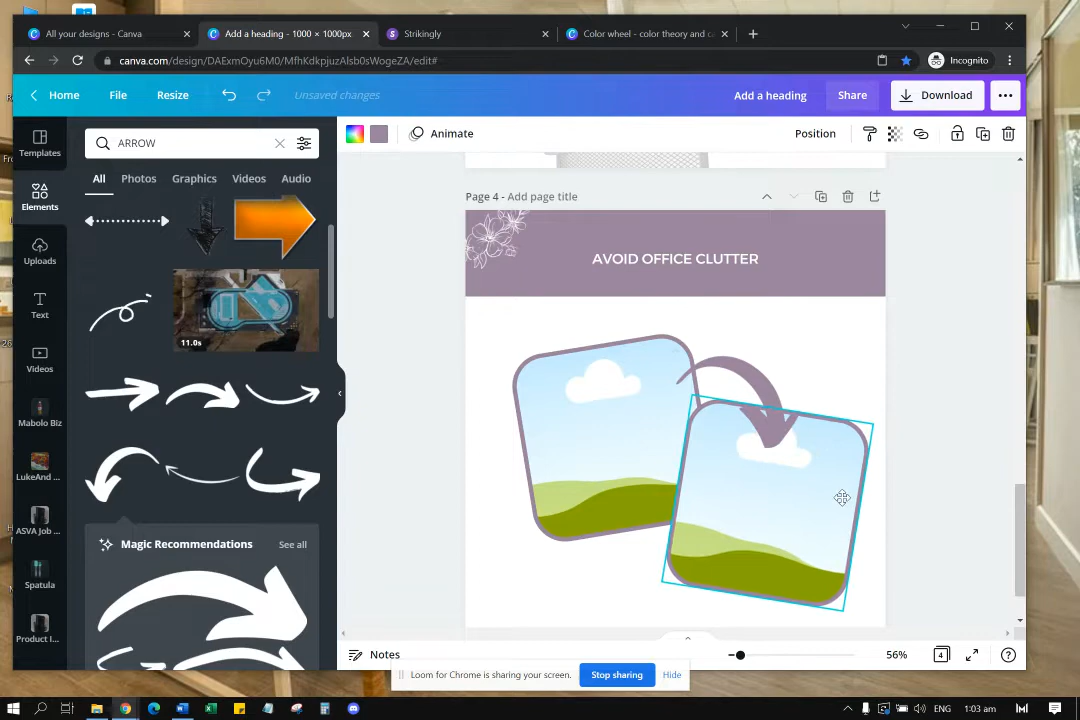 All your designs - Canva
Add a heading - 1000 × 1000px
Strikingly
Color wheel - color theory and ca
canva.com/design/DAExmOyu6M0/MfhKdkpjuzAlsb0sWogeZA/edit#
Incognito
Home
File
Resize
Unsaved changes
Add a heading
Share
Download
Templates
Elements
Uploads
Text
Videos
Mabolo Biz
LukeAnd ...
ASVA Job ...
Spatula
Product I...
ARROW
All
Photos
Graphics
Videos
Audio
11.0s
Magic Recommendations
See all
Animate
Position
Page 4 - Add page title
AVOID OFFICE CLUTTER
Notes
56%
4
Loom for Chrome is sharing your screen.
Stop sharing
Hide
ENG
1:03 am